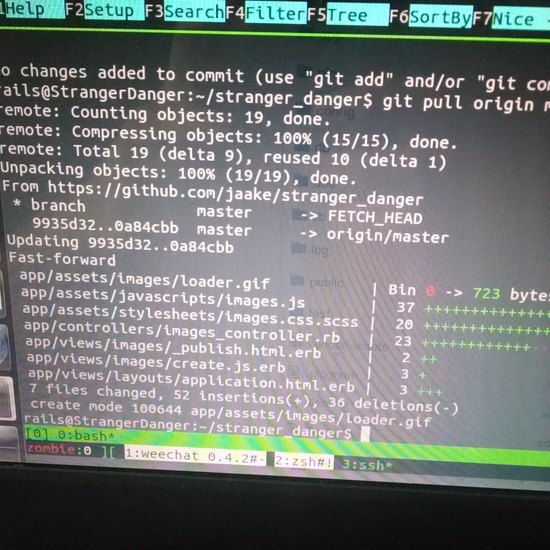 Help F2Setup F3SearchF4FilterF5Tree F6SortByF7Nice
o changes added to commit (use "git add" and/or "git
rails@StrangerDanger:~/stranger_danger$ git pull origin
remote: Counting objects: 19, done.
remote: Compressing objects: 100% (15/15), done.
remote: Total 19 (delta 9), reused 10 (delta 1)
Unpacking objects: 100% (19/19), done.
From https://github.com/jaake/stranger_danger
* branch master -> FETCH_HEAD
9935d32..0a84cbb master -> origin/master
Updating 9935d32..0a84cbb
Fast-forward
app/assets/images/loader.gif | Bin 0 -> 723 bytes
app/assets/javascripts/images.js | 37 ++++++++++++++
app/assets/stylesheets/images.css.scss | 20 ++++++++++++++
app/controllers/images_controller.rb | 23 ++++++++++
app/views/images/_publish.html.erb | 2 ++
app/views/images/create.js.erb | 3 +
app/views/layouts/application.html.erb | 3 +++
7 files changed, 52 insertions(+), 36 deletions(-)
create mode 100644 app/assets/images/loader.gif
rails@StrangerDanger:~/stranger_danger$
[0] 0:bash*
zombie:0 ][ 1:weechat 0.4.2#- 2:zsh#! 3:ssh*
log
public